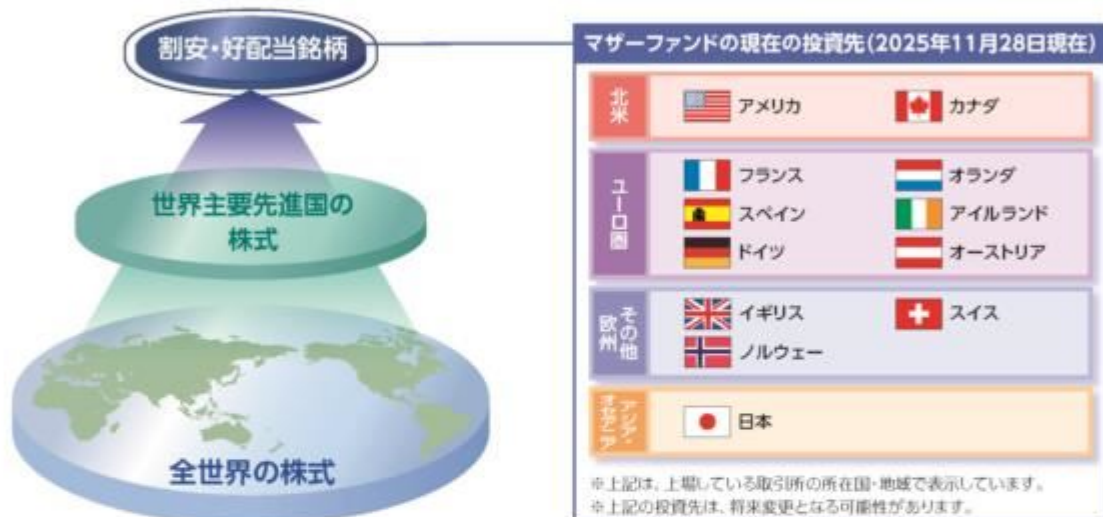 割安・好配当銘柄
世界主要先進国の
株式
全世界の株式
マザーファンドの現在の投資先(2025年11月28日現在)
北米
アメリカ
カナダ
ユーロ圏
フランス
オランダ
スペイン
アイルランド
ドイツ
オーストリア
その他
欧州
イギリス
スイス
ノルウェー
アジア・
オセアニア
日本
※上記は、上場している取引所の所在国・地域で表示しています。
※上記の投資先は、将来変更となる可能性があります。